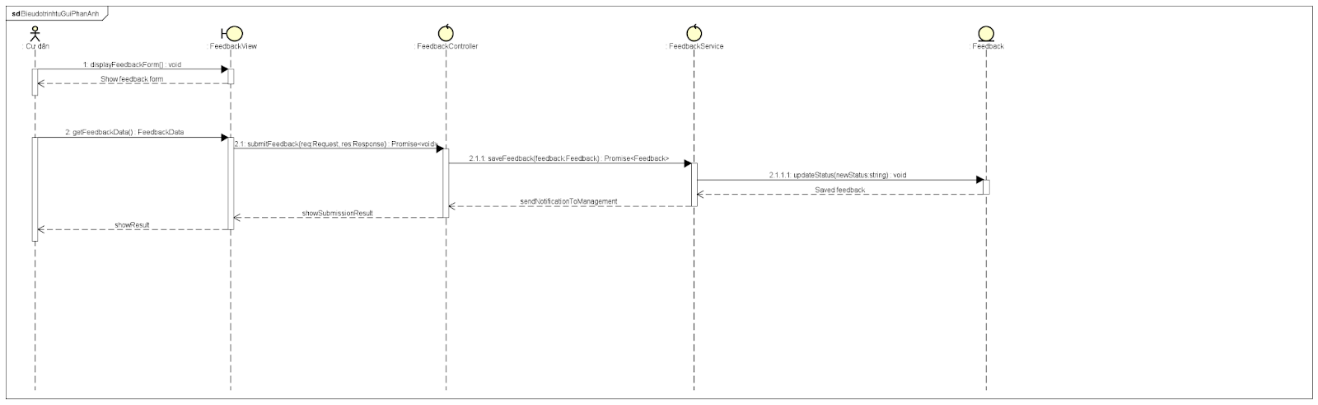 sd BieudotrinhtuGuiPhanAnh
: Cư dân
: FeedbackView
: FeedbackController
: FeedbackService
: Feedback
1: displayFeedbackForm() : void
Show feedback form
2: getFeedbackData() : FeedbackData
2.1: submitFeedback(req:Request, res:Response) : Promise<void>
2.1.1: saveFeedback(feedback:Feedback) : Promise<Feedback>
2.1.1.1: updateStatus(newStatus:string) : void
Saved feedback
sendNotificationToManagement
showSubmissionResult
showResult